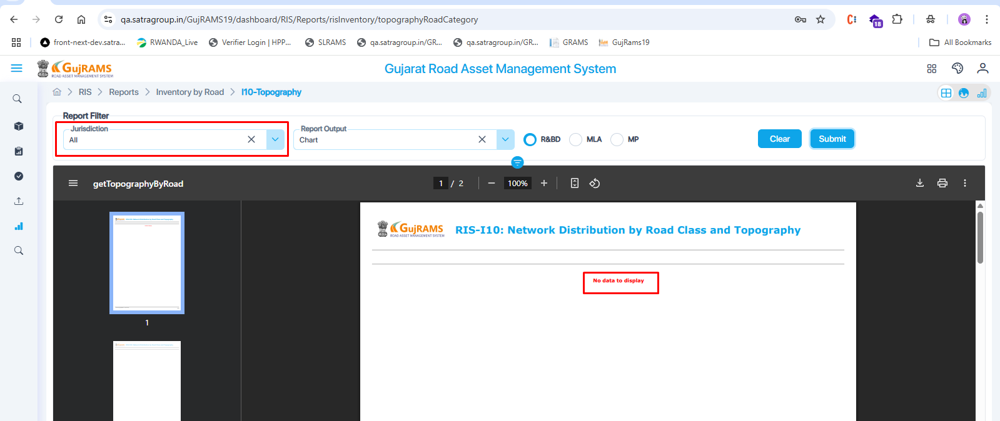 qa.satragroup.in/GujRAMS19/dashboard/RIS/Reports/risInventory/topographyRoadCategory
18
front-next-dev.satra... RWANDA_Live Verifier Login | HPP... SLRAMS qa.satragroup.in/GR... qa.satragroup.in/GR... GRAMS GujRams19 All Bookmarks
GujRAMS
ROAD ASSET MANAGEMENT SYSTEM
Gujarat Road Asset Management System
RIS > Reports > Inventory by Road > I10-Topography
Report Filter
Jurisdiction
All
Report Output
Chart
R&BD MLA MP
Clear Submit
getTopographyByRoad
1 / 2 100%
1
GujRAMS
ROAD ASSET MANAGEMENT SYSTEM
RIS-I10: Network Distribution by Road Class and Topography
No data to display